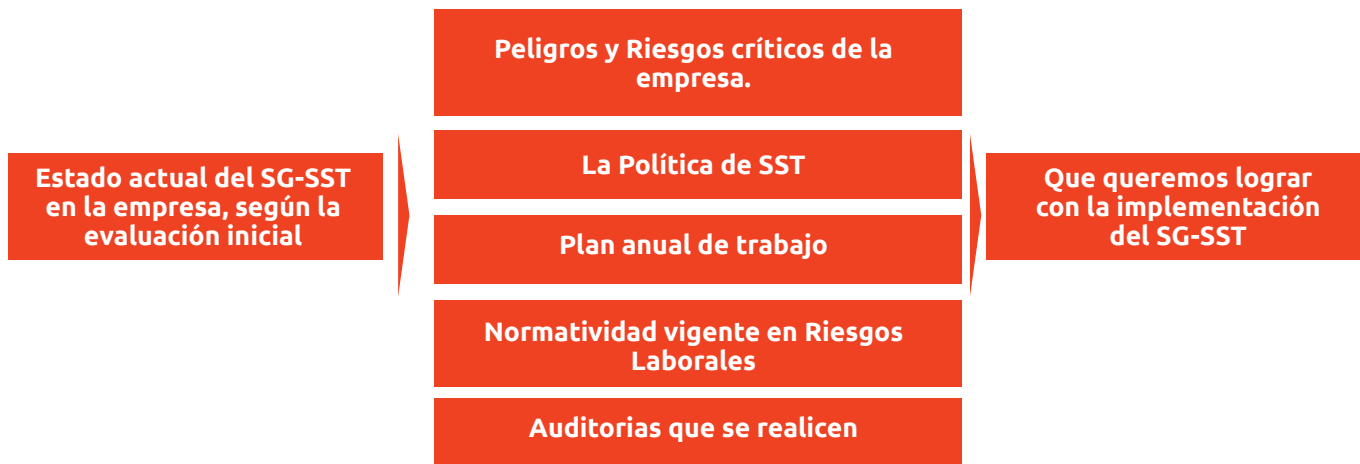 Estado actual del SG-SST
en la empresa, según la
evaluación inicial
Peligros y Riesgos críticos de la
empresa.
La Política de SST
Plan anual de trabajo
Normatividad vigente en Riesgos
Laborales
Auditorias que se realicen
Que queremos lograr
con la implementación
del SG-SST